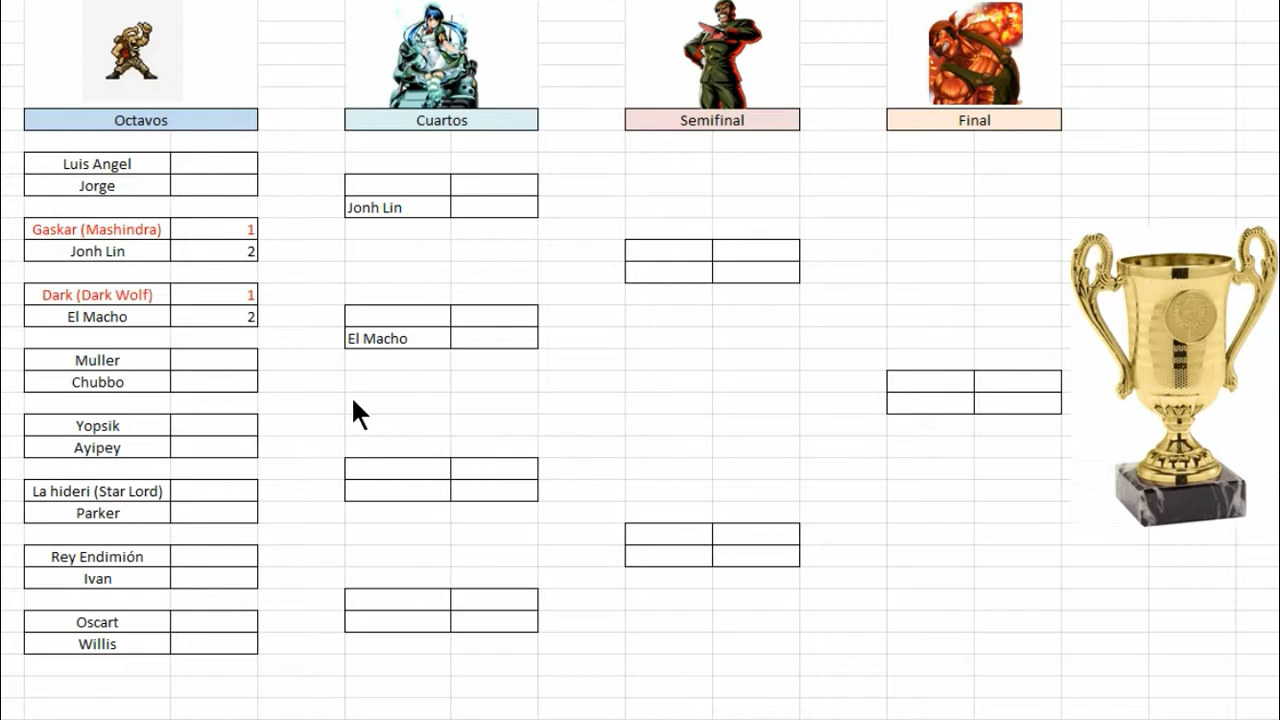 Octavos Cuartos Semifinal Final
Luis Angel
Jorge
Jonh Lin
Gaskar (Mashindra) 1
Jonh Lin 2
Dark (Dark Wolf) 1
El Macho 2
El Macho
Muller
Chubbo
Yopsik
Ayipey
La hideri (Star Lord)
Parker
Rey Endimión
Ivan
Oscart
Willis